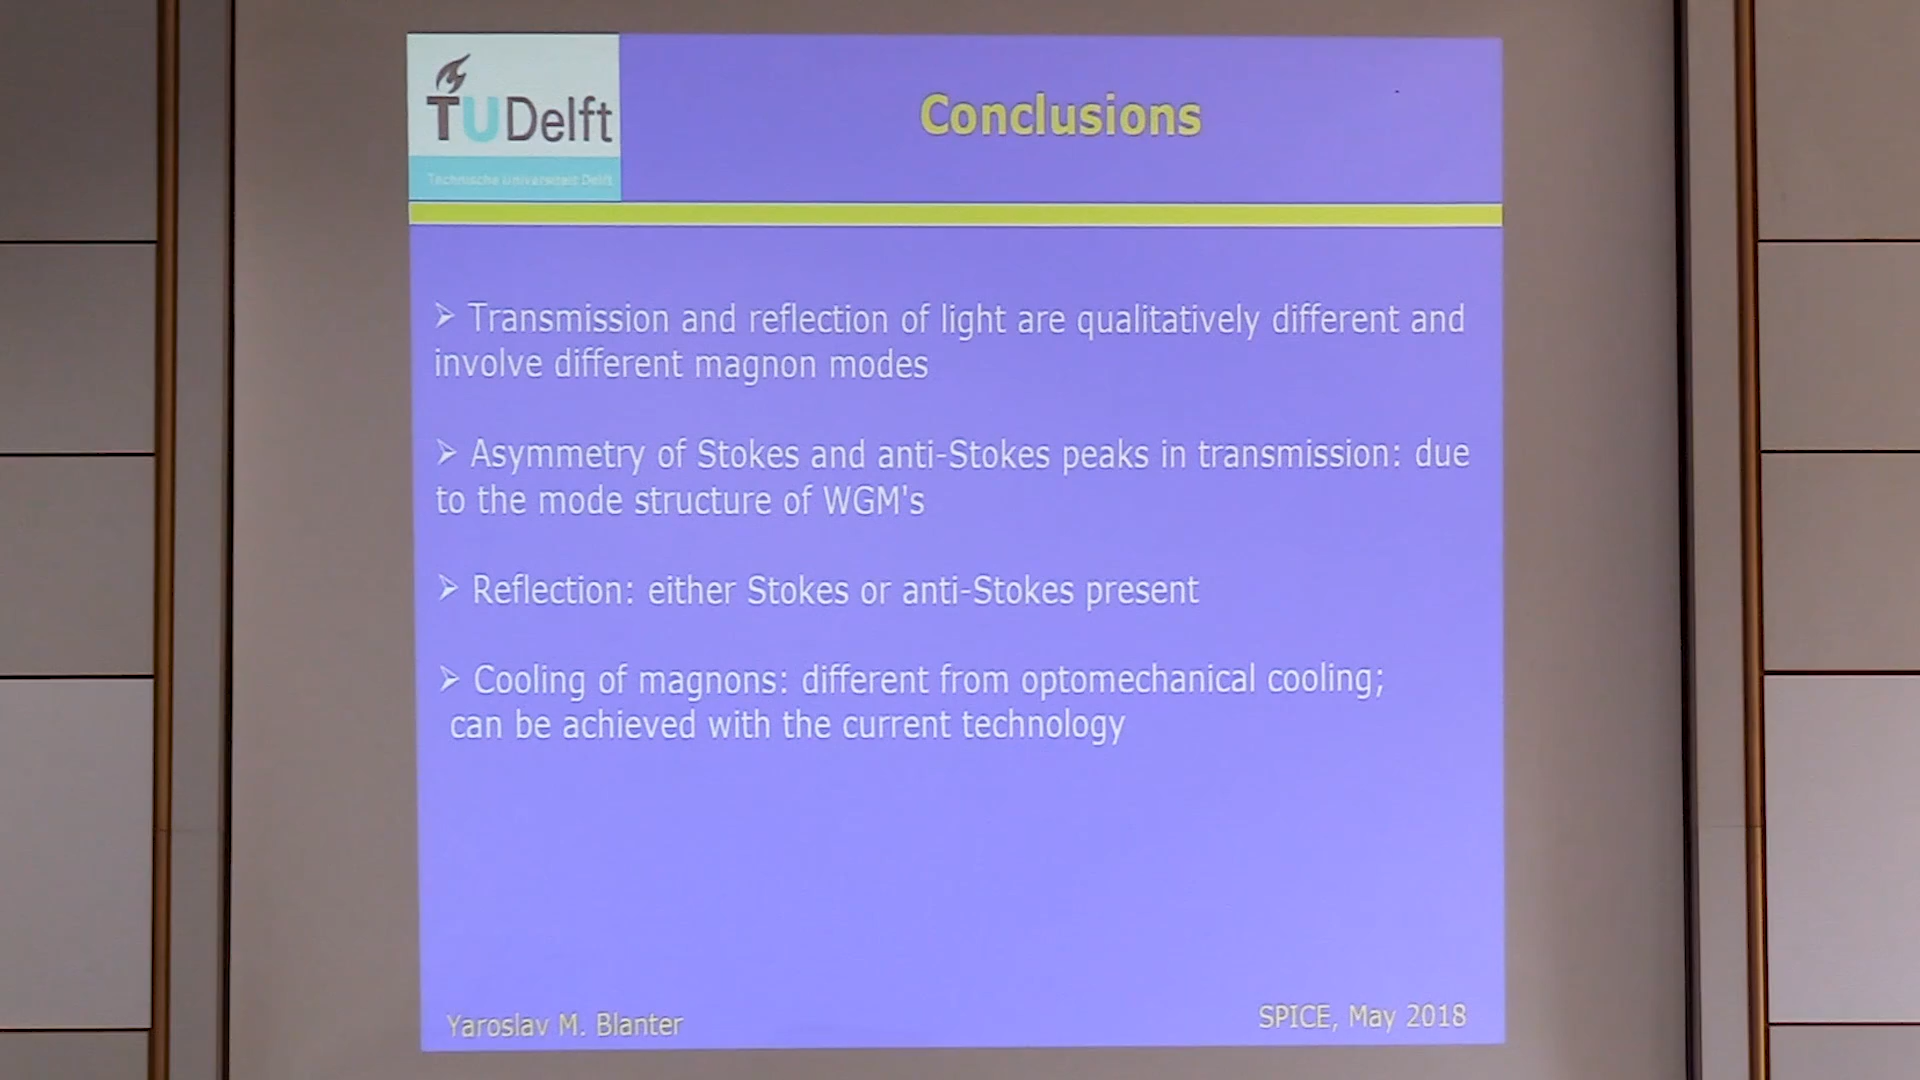 TUDelft
Technische Universiteit Delft
Conclusions
➢ Transmission and reflection of light are qualitatively different and
involve different magnon modes
➢ Asymmetry of Stokes and anti-Stokes peaks in transmission: due
to the mode structure of WGM's
➢ Reflection: either Stokes or anti-Stokes present
➢ Cooling of magnons: different from optomechanical cooling;
can be achieved with the current technology
Yaroslav M. Blanter
SPICE, May 2018